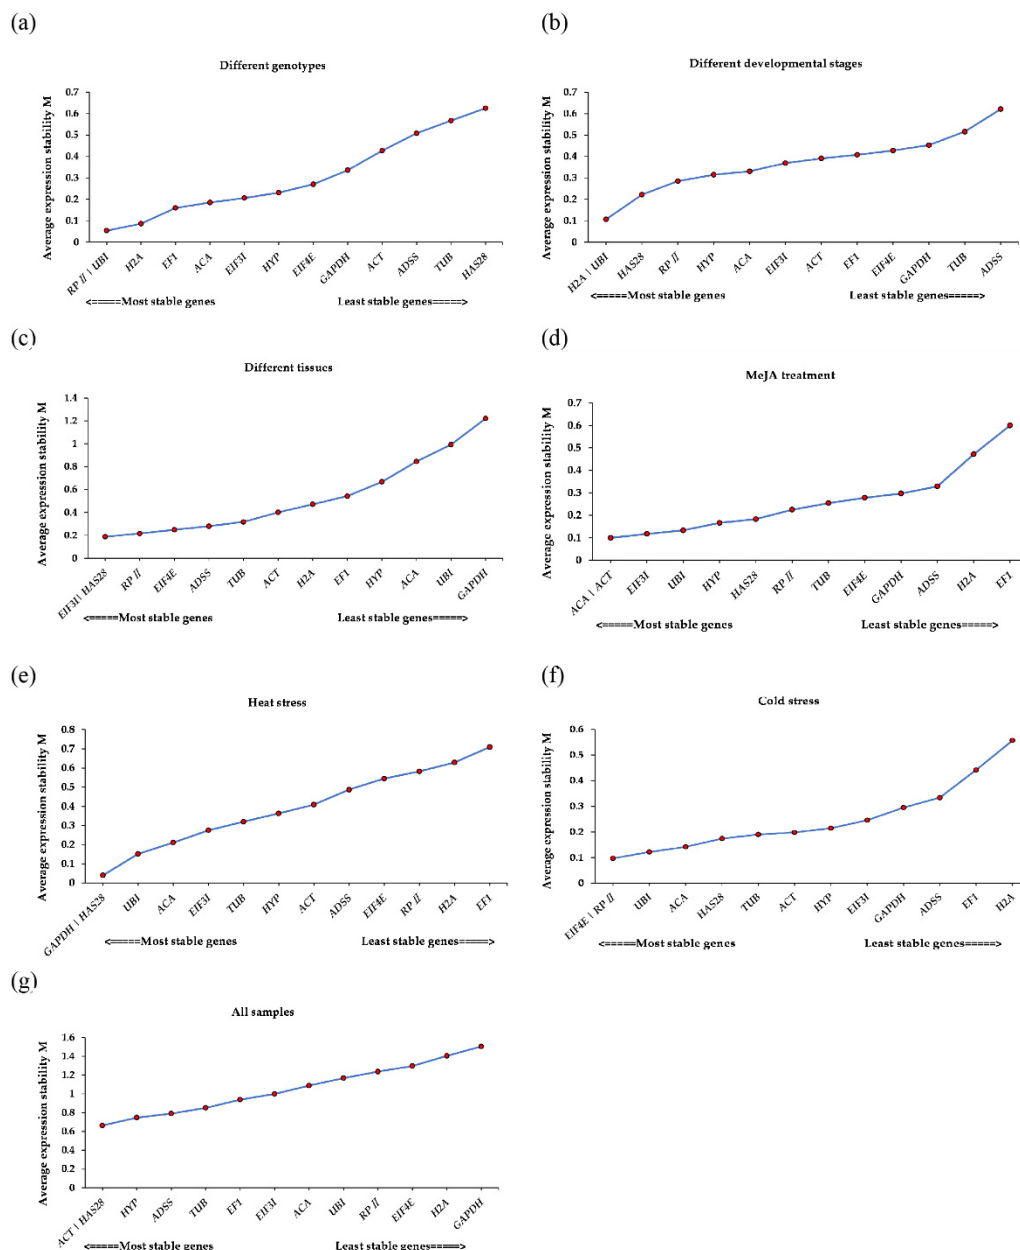 (a)
Different genotypes
Average expression stability M
0.7
0.6
0.5
0.4
0.3
0.2
0.1
0
RP II | UBI
H2A
EF1
ACA
EIF3I
HYP
EIF4E
GAPDH
ACT
ADSS
TUB
HAS28
<=====Most stable genes
Least stable genes=====>
(b)
Different developmental stages
Average expression stability M
0.7
0.6
0.5
0.4
0.3
0.2
0.1
0
H2A | UBI
HAS28
RP II
HYP
ACA
EIF3I
ACT
EF1
EIF4E
GAPDH
TUB
ADSS
<=====Most stable genes
Least stable genes=====>
(c)
Different tissues
Average expression stability M
1.4
1.2
1
0.8
0.6
0.4
0.2
0
EIF3I | HAS28
RP II
EIF4E
ADSS
TUB
ACT
H2A
EF1
HYP
ACA
UBI
GAPDH
<=====Most stable genes
Least stable genes=====>
(d)
MeJA treatment
Average expression stability M
0.7
0.6
0.5
0.4
0.3
0.2
0.1
0
ACA | ACT
EIF3I
UBI
HYP
HAS28
RP II
TUB
EIF4E
GAPDH
ADSS
H2A
EF1
<=====Most stable genes
Least stable genes=====>
(e)
Heat stress
Average expression stability M
0.8
0.7
0.6
0.5
0.4
0.3
0.2
0.1
0
GAPDH | HAS28
UBI
ACA
EIF3I
TUB
HYP
ACT
ADSS
EIF4E
RP II
H2A
EF1
<=====Most stable genes
Least stable genes=====>
(f)
Cold stress
Average expression stability M
0.6
0.5
0.4
0.3
0.2
0.1
0
EIF4E | RP II
UBI
ACA
HAS28
TUB
ACT
HYP
EIF3I
GAPDH
ADSS
EF1
H2A
<=====Most stable genes
Least stable genes=====>
(g)
All samples
Average expression stability M
1.6
1.4
1.2
1
0.8
0.6
0.4
0.2
0
ACT | HAS28
HYP
ADSS
TUB
EF1
EIF3I
ACA
UBI
RP II
EIF4E
H2A
GAPDH
<=====Most stable genes
Least stable genes=====>